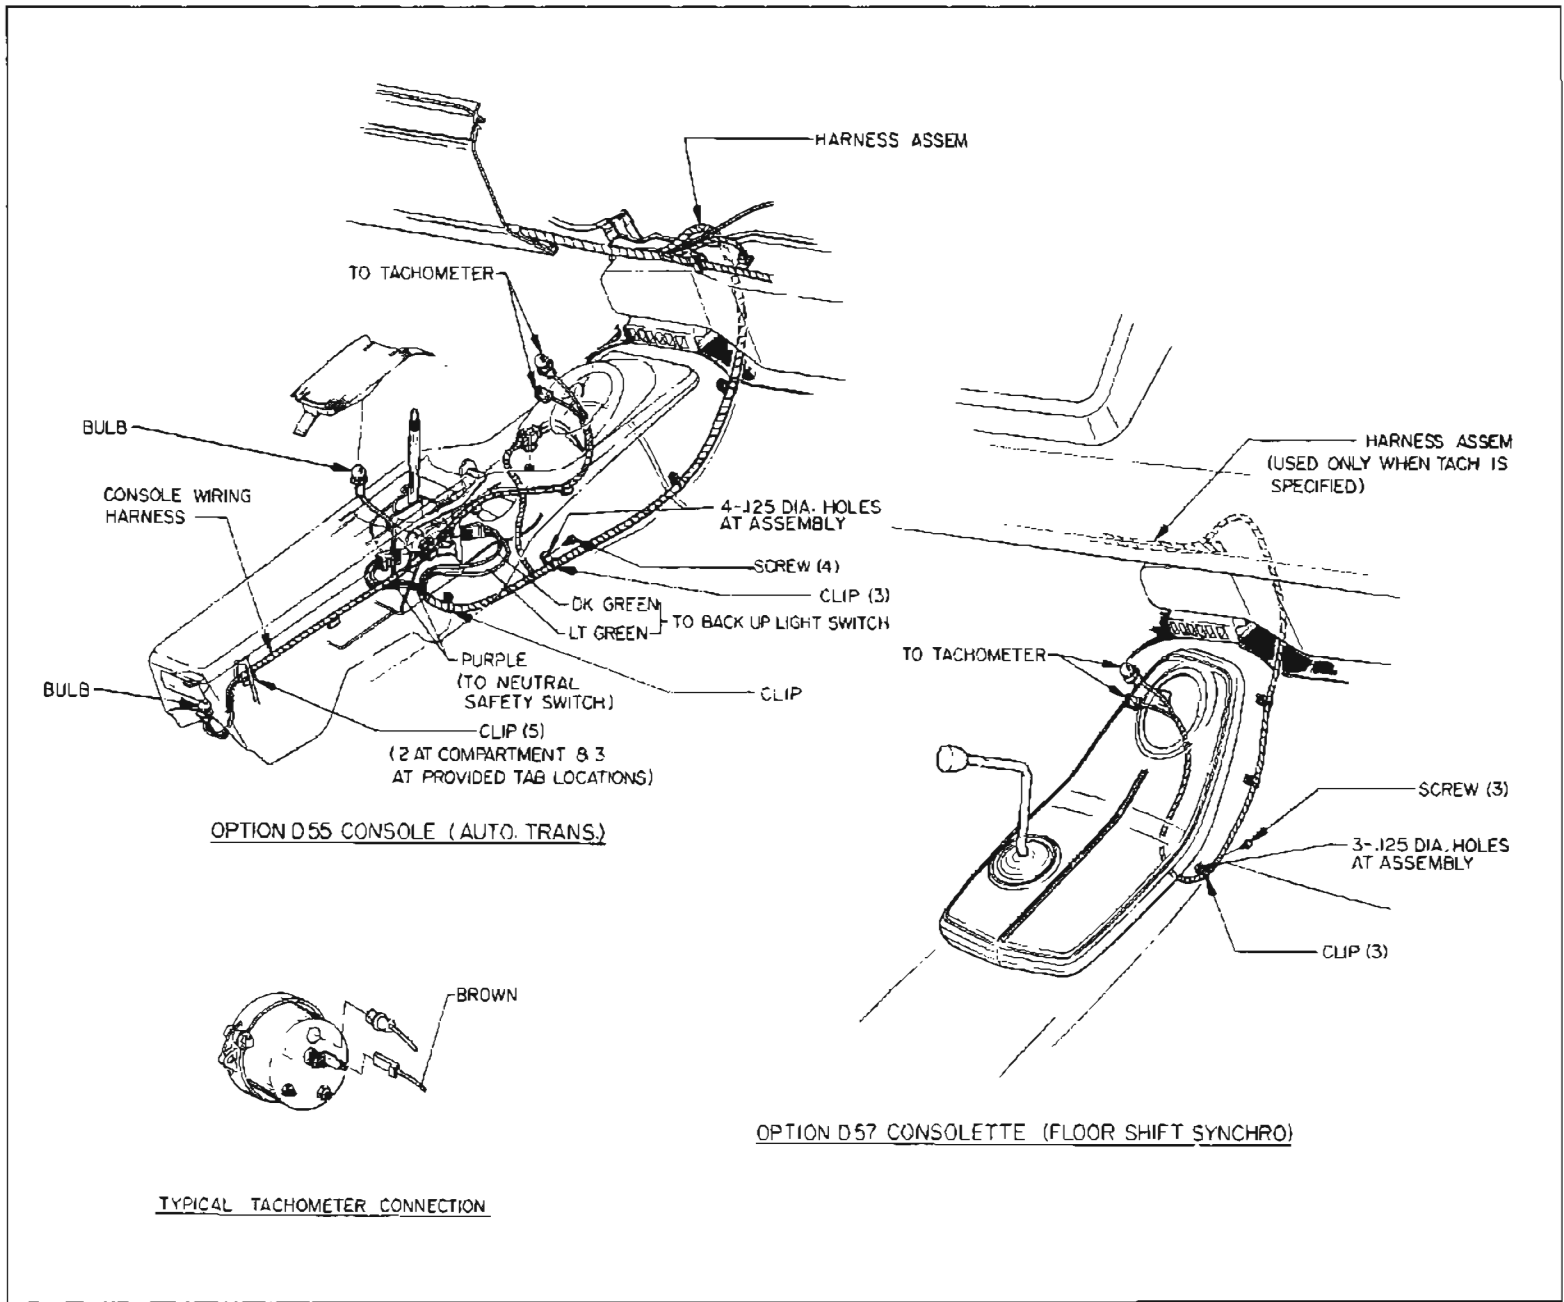 HARNESS ASSEM
TO TACHOMETER
BULB
CONSOLE WIRING
HARNESS
4-.125 DIA. HOLES
AT ASSEMBLY
SCREW (4)
CLIP (3)
DK GREEN
LT GREEN
TO BACK UP LIGHT SWITCH
PURPLE
(TO NEUTRAL
SAFETY SWITCH)
CLIP
BULB
CLIP (5)
(2 AT COMPARTMENT & 3
AT PROVIDED TAB LOCATIONS)
OPTION D55 CONSOLE (AUTO. TRANS.)
HARNESS ASSEM
(USED ONLY WHEN TACH IS
SPECIFIED)
TO TACHOMETER
SCREW (3)
3-.125 DIA. HOLES
AT ASSEMBLY
CLIP (3)
OPTION D57 CONSOLETTE (FLOOR SHIFT SYNCHRO)
BROWN
TYPICAL TACHOMETER CONNECTION